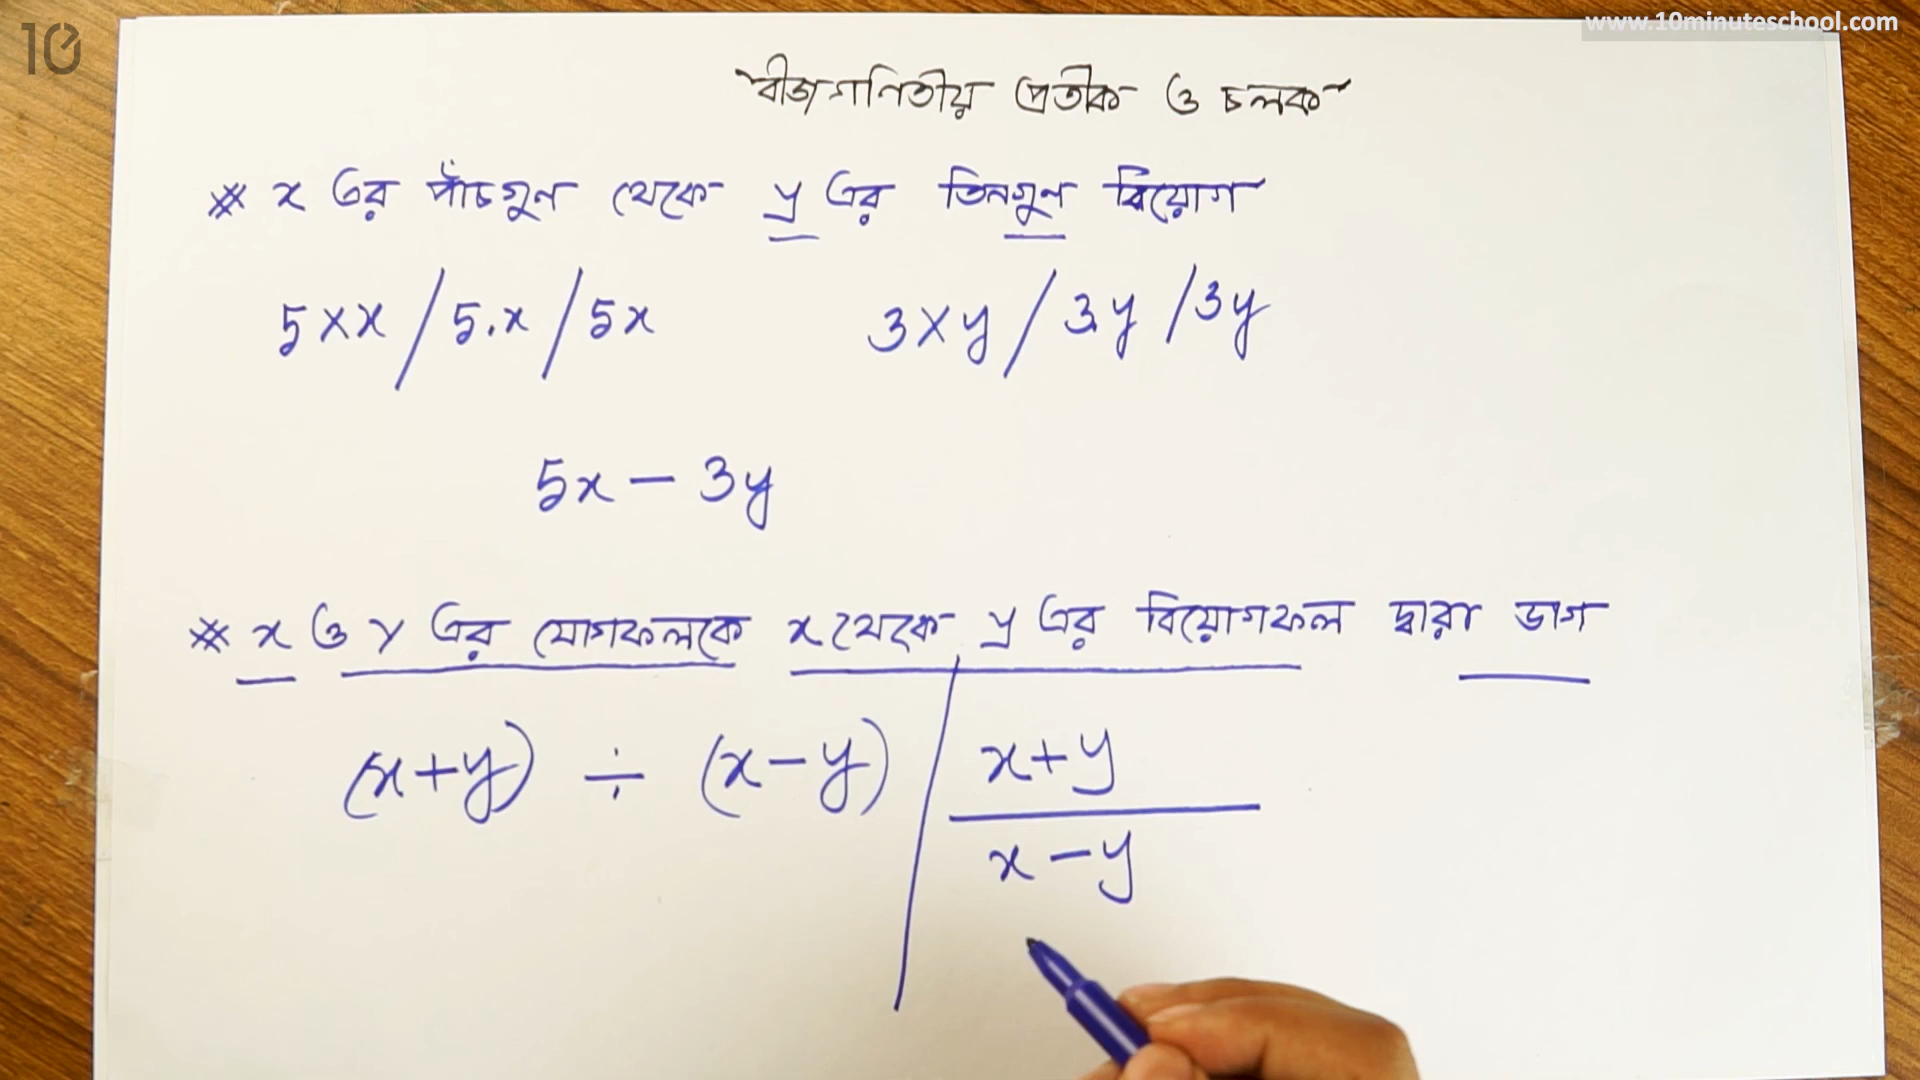 10
www.10minuteschool.com
বীজগনিতীয় প্রতীক ও চলক
* x এর পাঁচগুন থেকে y এর তিনগুন বিয়োগ
5×x / 5.x / 5x 3×y / 3.y / 3y
5x - 3y
* x ও y এর যোগফলকে x থেকে y এর বিয়োগফল দ্বারা ভাগ
(x+y) ÷ (x-y) | x+y
x-y